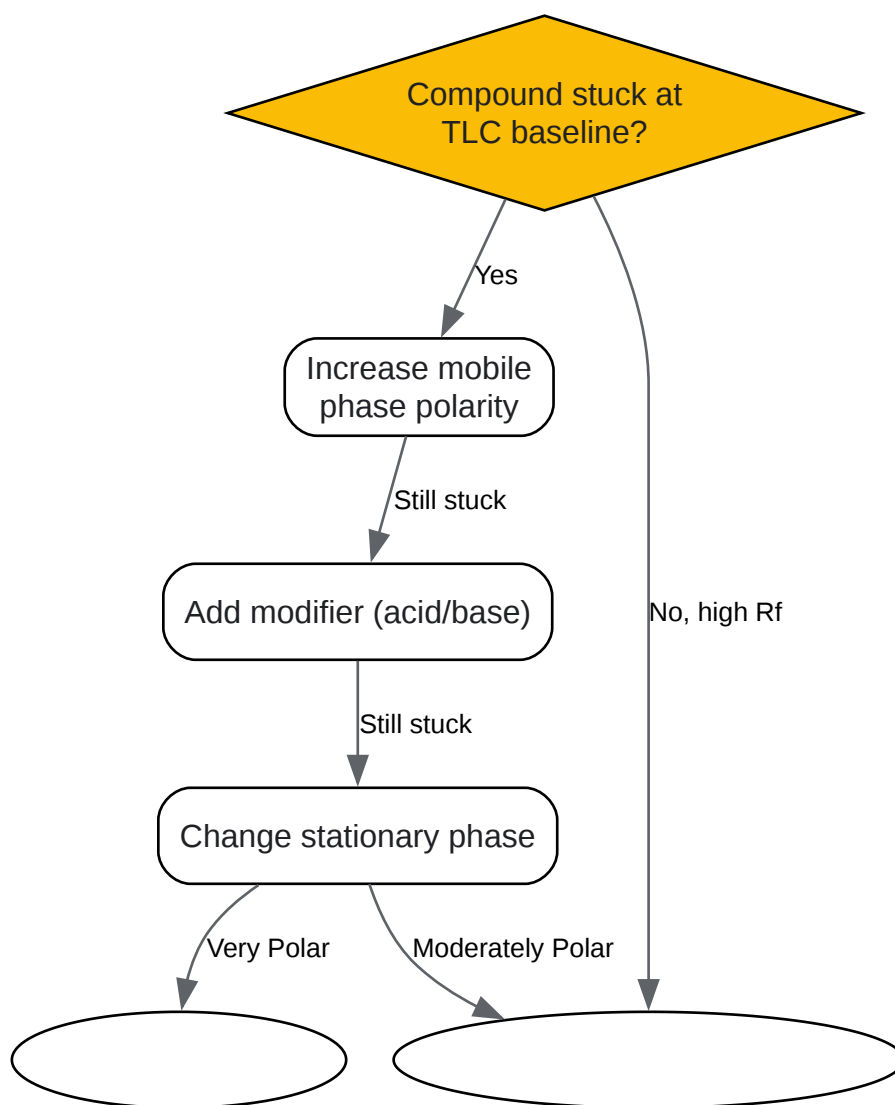 Compound stuck at
TLC baseline?
Yes
Increase mobile
phase polarity
Still stuck
Add modifier (acid/base)
No, high Rf
Still stuck
Change stationary phase
Very Polar
Moderately Polar